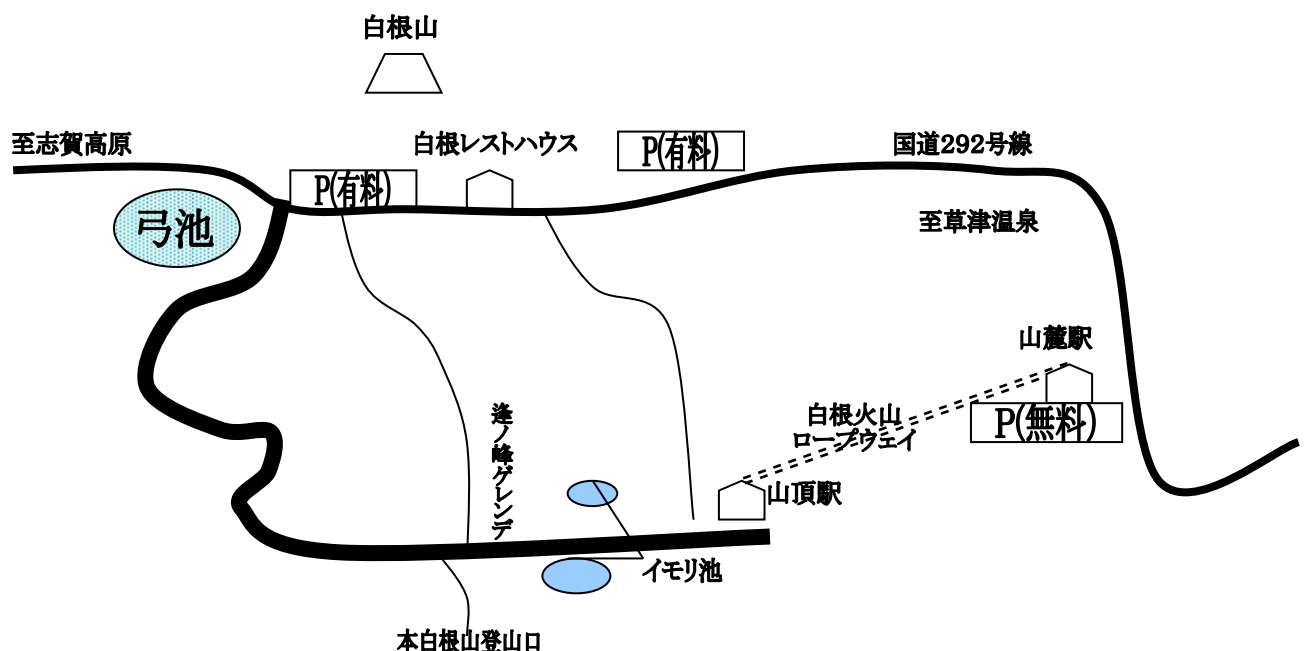 白根山
至志賀高原
白根レストハウス
P(有料)
国道292号線
P(有料)
弓池
至草津温泉
山麓駅
逢ノ峰ゲレンデ
白根火山
ロープウェイ
P(無料)
山頂駅
イモリ池
本白根山登山口